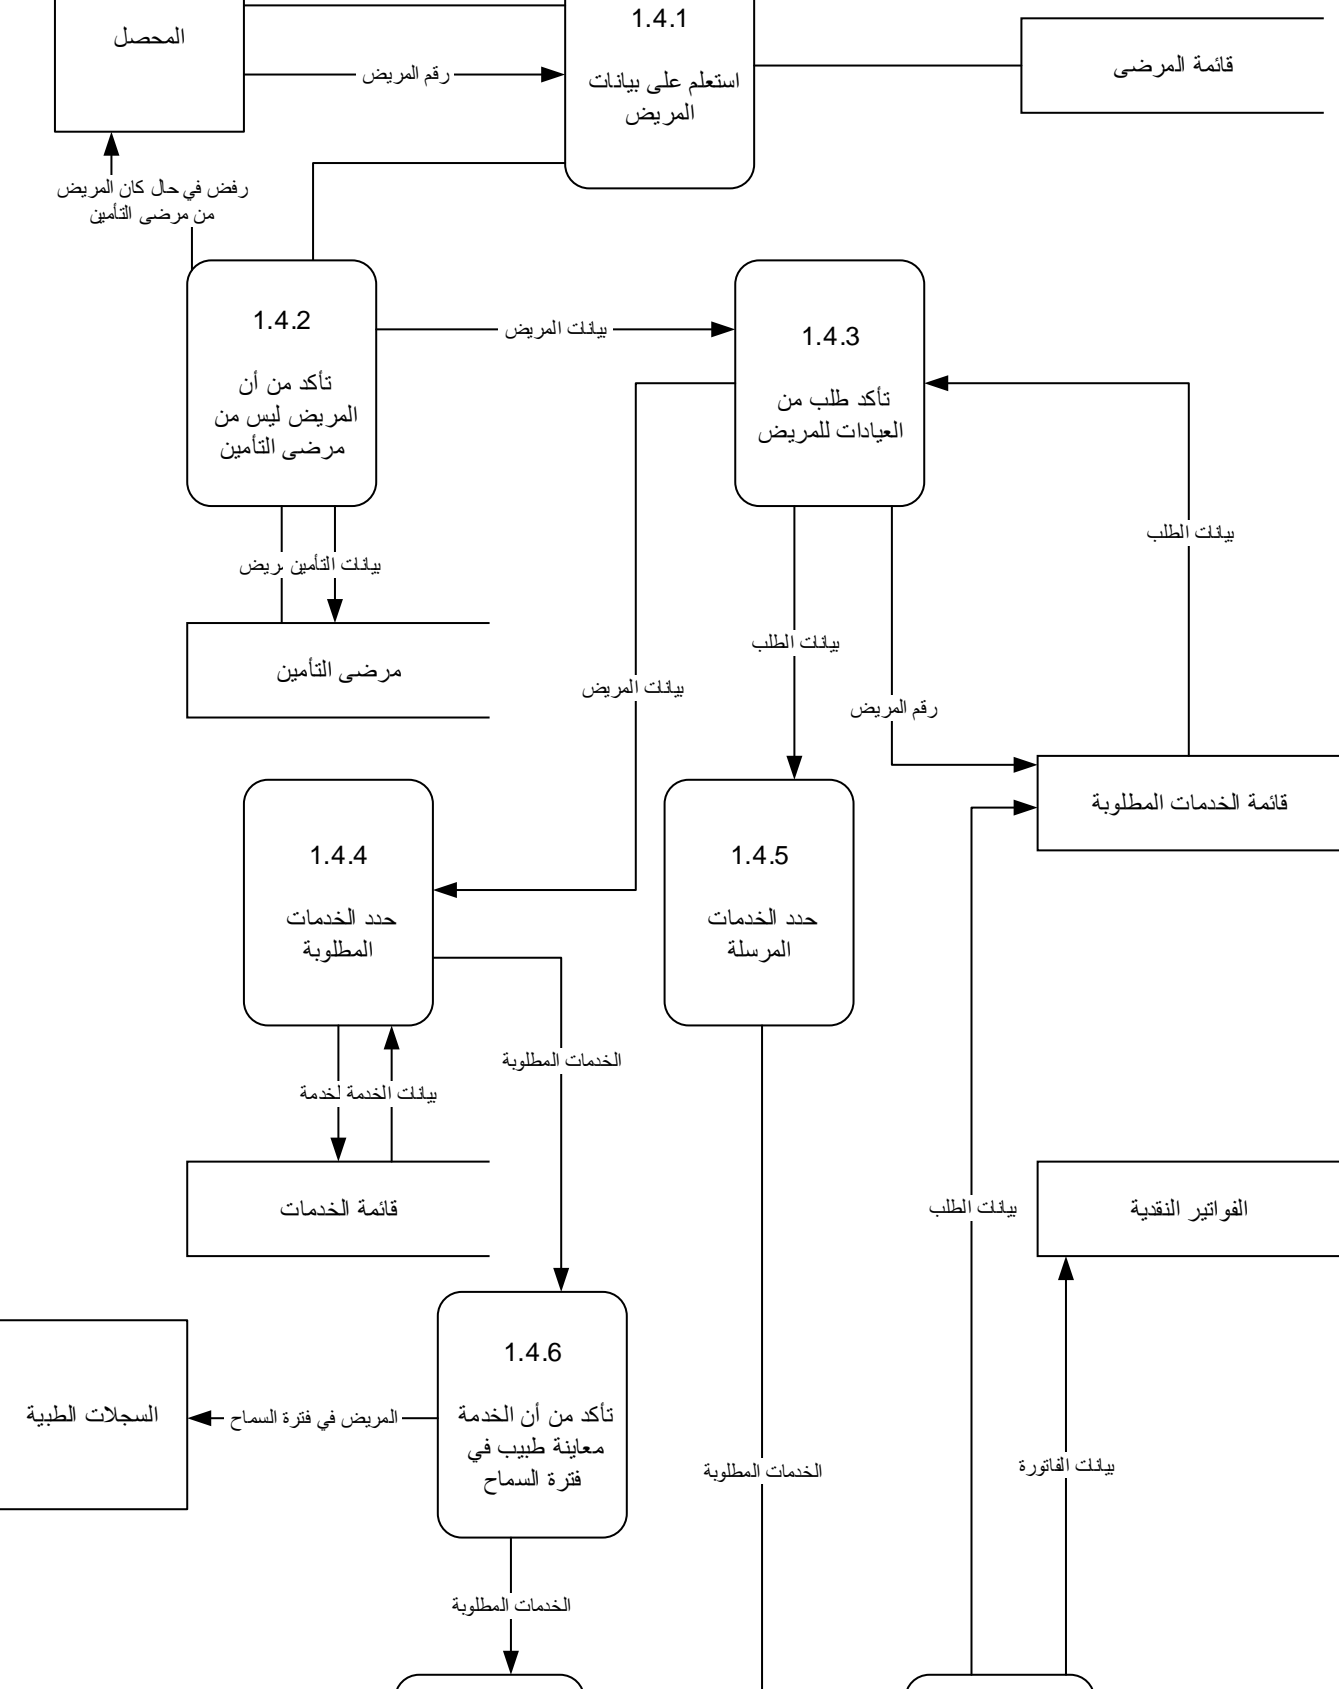 المحصل
1.4.1
استعلم على بيانات
المريض
قائمة المرضى
رقم المريض
رفض في حال كان المريض
من مرضى التأمين
1.4.2
تأكد من أن
المريض ليس من
مرضى التأمين
بيانات المريض
1.4.3
تأكد طلب من
العيادات للمريض
بيانات الطلب
بيانات التأمين
مرضى التأمين
بيانات المريض
بيانات الطلب
رقم المريض
قائمة الخدمات المطلوبة
1.4.4
حدد الخدمات
المطلوبة
1.4.5
حدد الخدمات
المرسلة
الخدمات المطلوبة
بيانات الخدمة
قائمة الخدمات
بيانات الطلب
الفواتير النقدية
1.4.6
تأكد من أن الخدمة
معاينة طبيب في
فترة السماح
المريض في فترة السماح
السجلات الطبية
الخدمات المطلوبة
بيانات الفاتورة
الخدمات المطلوبة